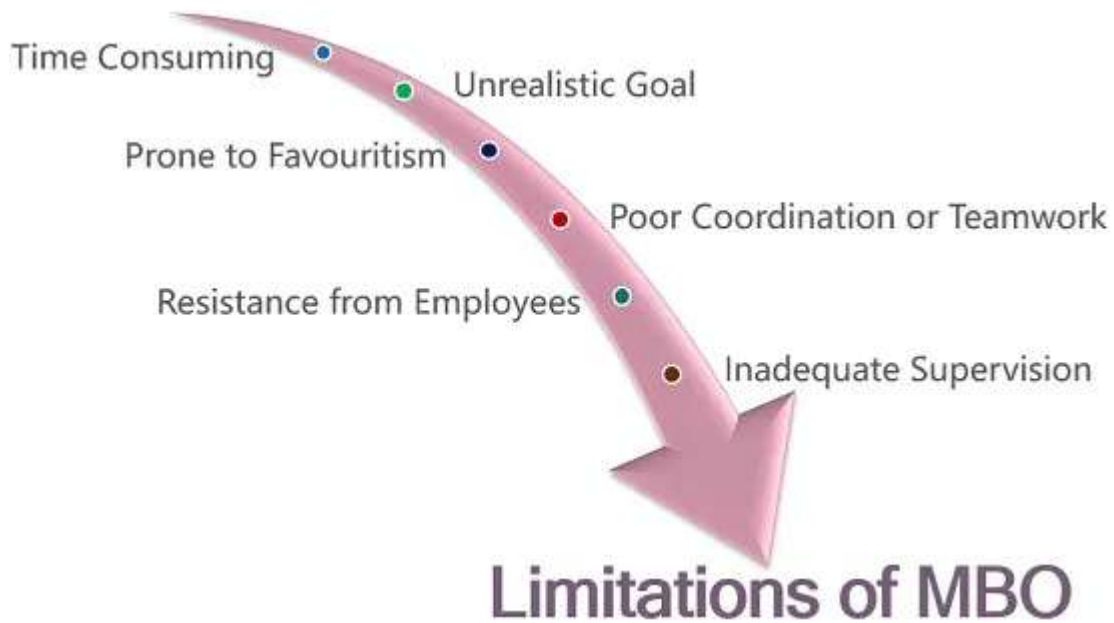 Time Consuming
Unrealistic Goal
Prone to Favouritism
Poor Coordination or Teamwork
Resistance from Employees
Inadequate Supervision
Limitations of MBO